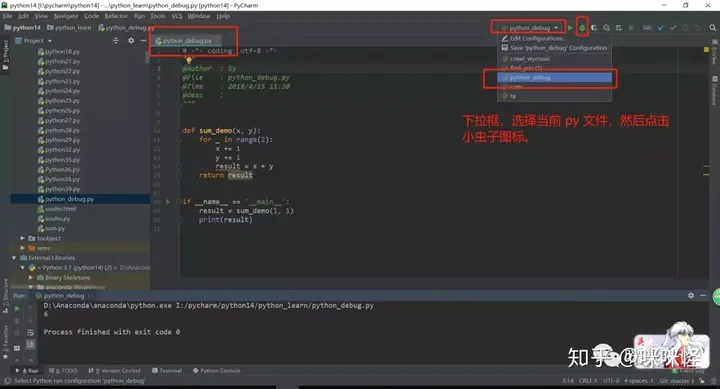 python14 [I:\pycharm\python14] - ...\python_learn\python_debug.py [python14] - PyCharm
File Edit View Navigate Code Refactor Run Tools VCS Window Help
python14 python_learn python_debug.py
python_debug
Git:
Project
python_debug.py
Edit Configurations...
Save 'python_debug' Configuration
crawl_wymusic
python_debug
下拉框，选择当前 py 文件，然后点击
小虫子图标。
python18.py
python21.py
python22.py
python24.py
python25.py
python26.py
python27.py
python28.py
python29.py
python32.py
python35.py
python36.py
python37.py
python38.py
python39.py
python_debug.py
souhu.html
souhu.py
sum.py
toobject
venv
External Libraries
< Python 3.7 (python14) (2) > D:\Anaconda
Binary Skeletons
# -*- coding: utf-8 -*-
"""
@Author : Sy
@File : python_debug.py
@Time : 2019/4/15 11:30
@desc :
"""
def sum_demo(x, y):
for _ in range(2):
x += 1
y += 1
result = x + y
return result
if __name__ == '__main__':
result = sum_demo(1, 1)
print(result)
Run: python_debug
D:\Anaconda\anaconda\python.exe I:/pycharm/python14/python_learn/python_debug.py
6
Process finished with exit code 0
4: Run 6: TODO 9: Version Control Terminal Python Console
Select Python run configuration 'python_debug'
3:14 CRLF UTF-8 4 spaces Git: master
知乎 @咪咪怪